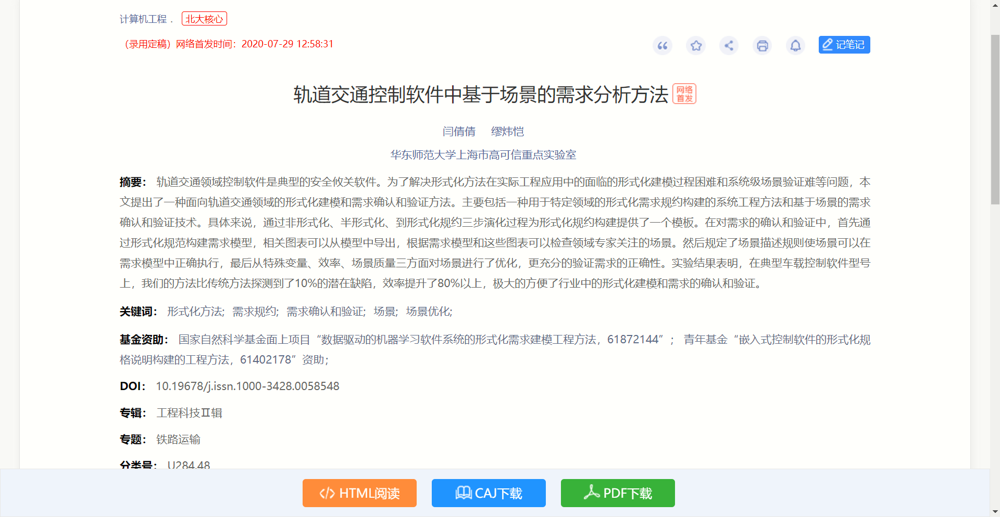 计算机工程 . 北大核心
（录用定稿）网络首发时间：2020-07-29 12:58:31
记笔记
轨道交通控制软件中基于场景的需求分析方法 网络首发
闫倩倩 缪炜恺
华东师范大学上海市高可信重点实验室
摘要： 轨道交通领域控制软件是典型的安全攸关软件。为了解决形式化方法在实际工程应用中的面临的形式化建模过程困难和系统级场景验证难等问题，本
文提出了一种面向轨道交通领域的形式化建模和需求确认和验证方法。主要包括一种用于特定领域的形式化需求规约构建的系统工程方法和基于场景的需求
确认和验证技术。具体来说，通过非形式化、半形式化、到形式化规约三步演化过程为形式化规约构建提供了一个模板。在对需求的确认和验证中，首先通
过形式化规范构建需求模型，相关图表可以从模型中导出，根据需求模型和这些图表可以检查领域专家关注的场景。然后规定了场景描述规则使场景可以在
需求模型中正确执行，最后从特殊变量、效率、场景质量三方面对场景进行了优化，更充分的验证需求的正确性。实验结果表明，在典型车载控制软件型号
上，我们的方法比传统方法探测到了10%的潜在缺陷，效率提升了80%以上，极大的方便了行业中的形式化建模和需求的确认和验证。
关键词： 形式化方法; 需求规约; 需求确认和验证; 场景; 场景优化;
基金资助： 国家自然科学基金面上项目“数据驱动的机器学习软件系统的形式化需求建模工程方法，61872144”； 青年基金“嵌入式控制软件的形式化规
格说明构建的工程方法，61402178”资助；
DOI： 10.19678/j.issn.1000-3428.0058548
专辑： 工程科技Ⅱ辑
专题： 铁路运输
分类号： U284.48
HTML阅读 CAJ下载 PDF下载